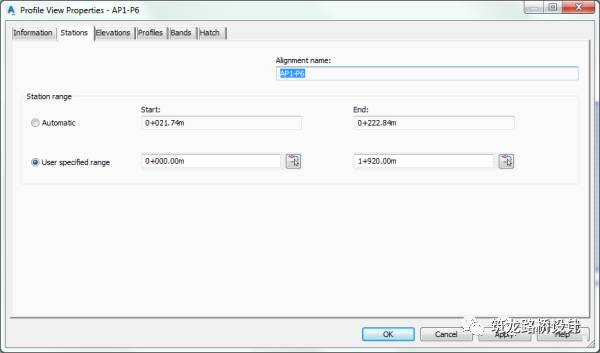 Profile View Properties - AP1-P6
Information Stations Elevations Profiles Bands Hatch
Alignment name:
AP1-P6
Station range
Start: End:
Automatic 0+021.74m 0+222.84m
User specified range 0+000.00m 1+920.00m
OK Cancel Apply Help
筑龙路桥设计